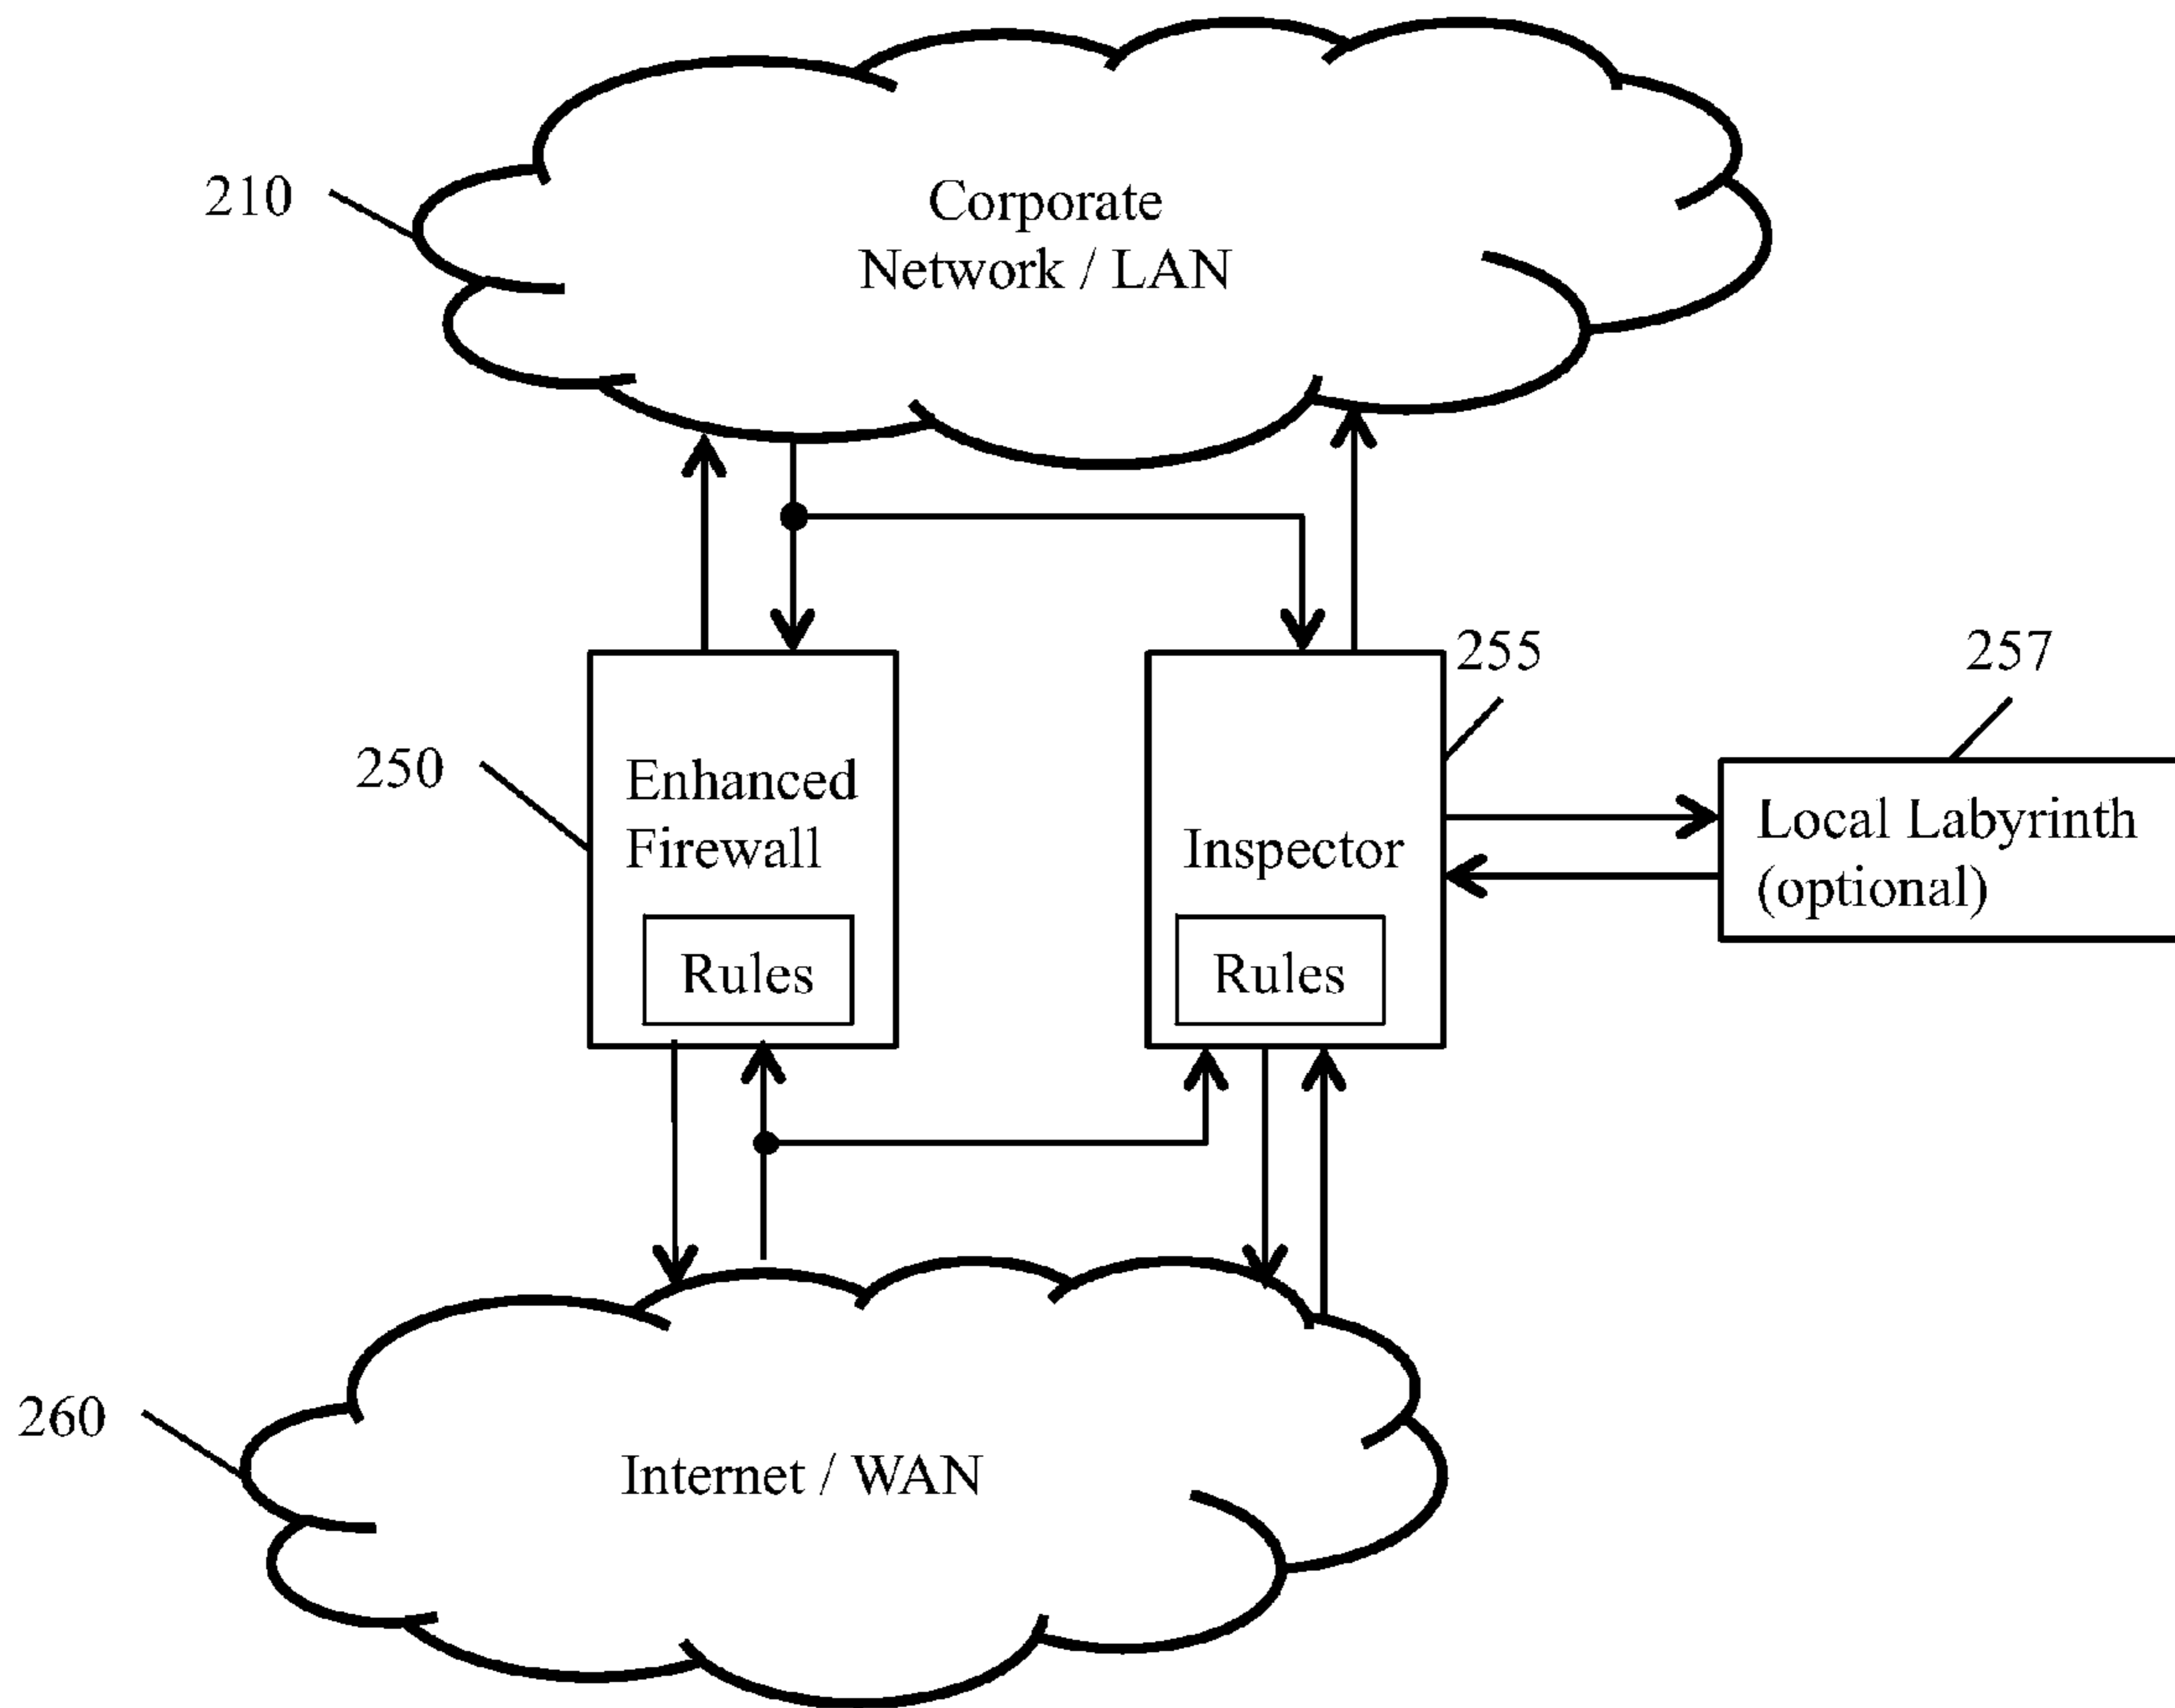 210
Corporate
Network / LAN
255
257
250
Enhanced
Firewall
Inspector
Local Labyrinth
(optional)
Rules
Rules
260
Internet / WAN